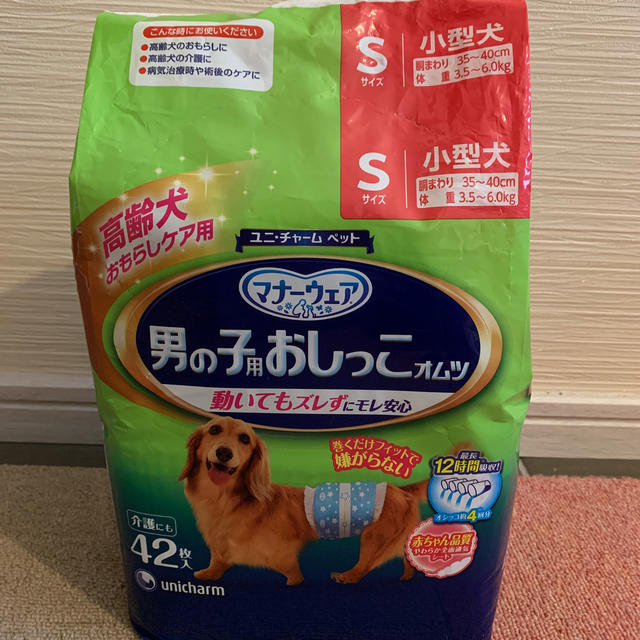 こんな時にお使いください
●高齢犬のおもらしに
●高齢犬の介護に
●病気治療時や術後のケアに
S
サイズ
小型犬
胴まわり 35～40cm
体重 3.5～6.0kg
S
サイズ
小型犬
胴まわり 35～40cm
体重 3.5～6.0kg
高齢犬
おもらしケア用
ユニ・チャーム ペット
マナーウェア
男の子用おしっこオムツ
動いてもズレずにモレ安心
巻くだけフィットで
嫌がらない
最長
12時間吸収!
オシッコ約4回分
赤ちゃん品質
やわらか全面通気
シート
介護にも
42枚入
unicharm